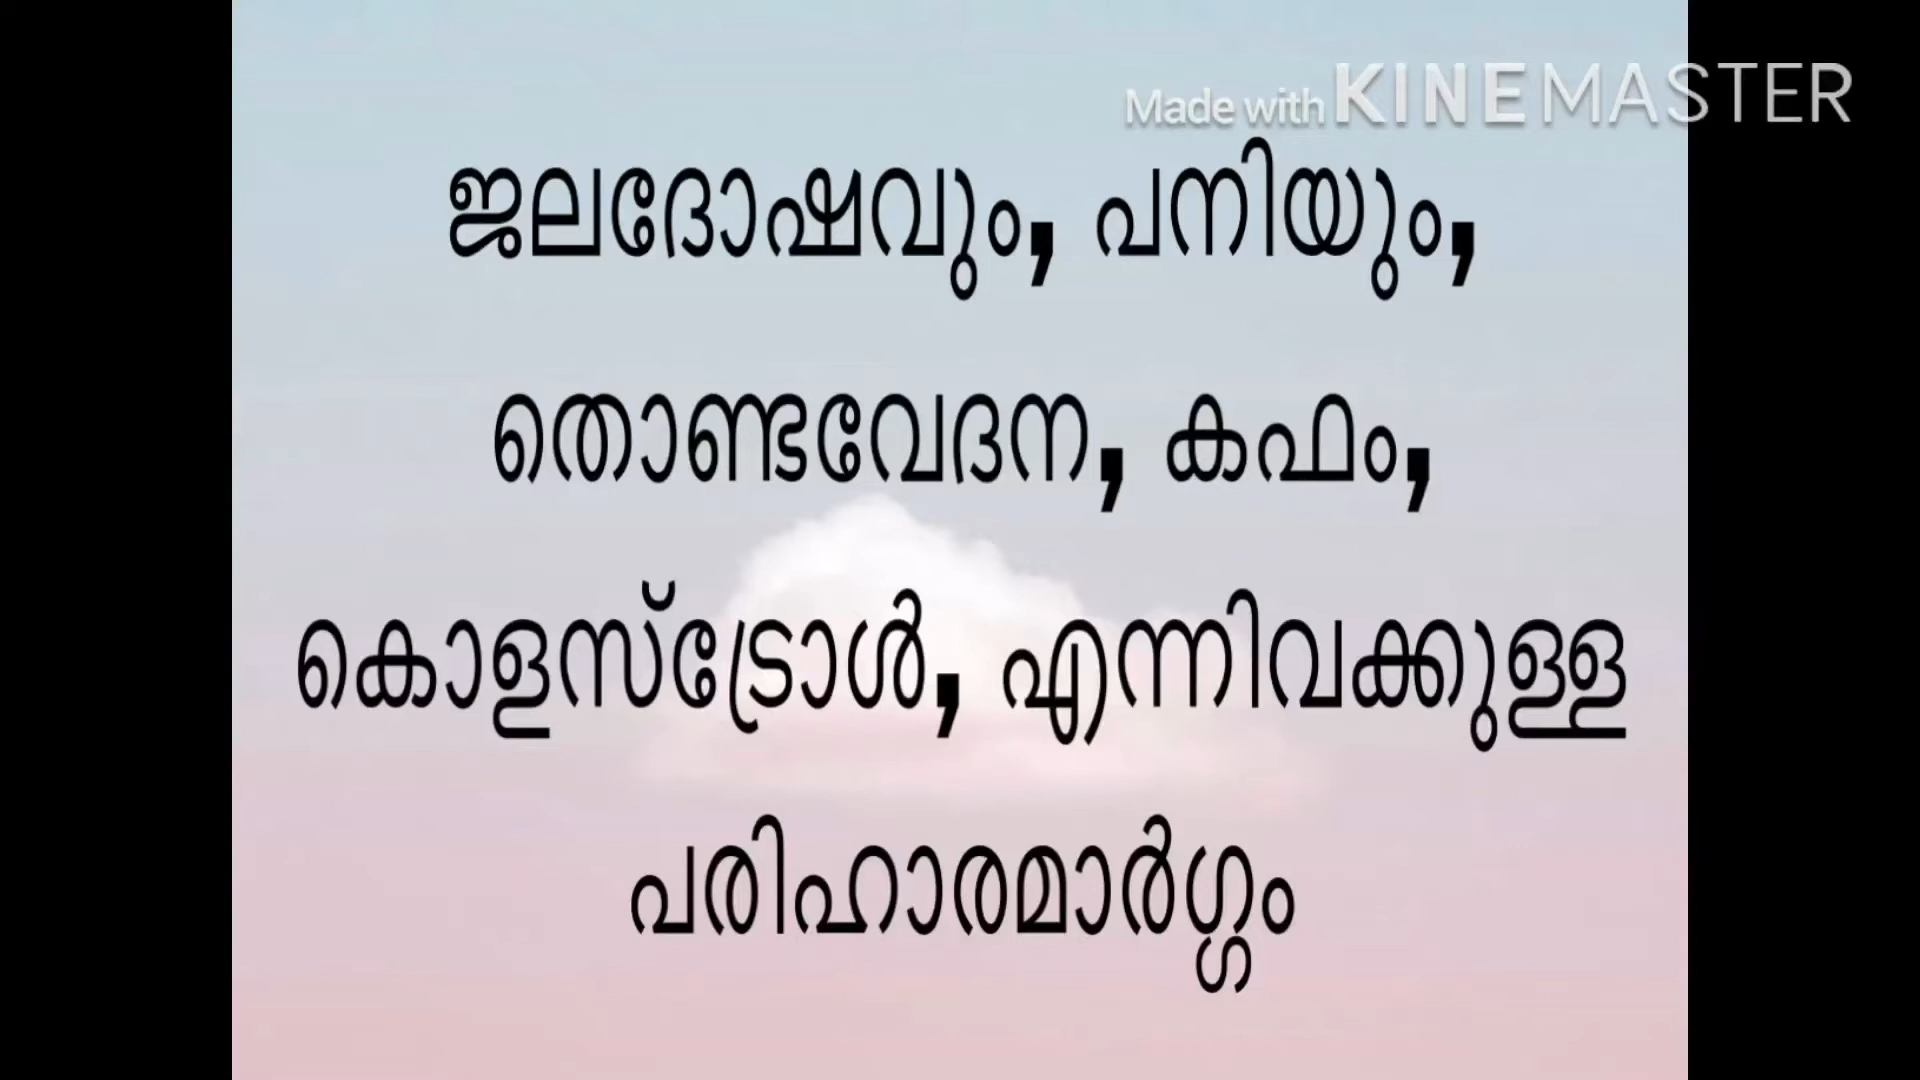 Made with KINEMASTER
ജലദോഷവും, പനിയും,
തൊണ്ടവേദന, കഫം,
കൊളസ്ട്രോൾ, എന്നിവക്കുള്ള
പരിഹാരമാർഗ്ഗം